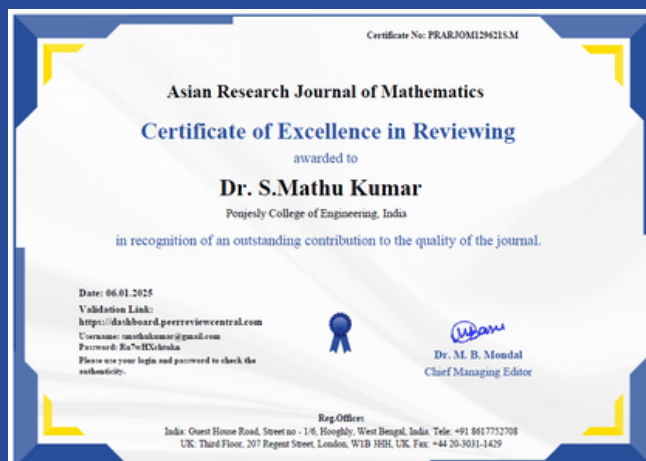 Certificate No: PRARJOM129621S.M
Asian Research Journal of Mathematics
Certificate of Excellence in Reviewing
awarded to
Dr. S.Mathu Kumar
Ponjesly College of Engineering, India
in recognition of an outstanding contribution to the quality of the journal.
Date: 06.01.2025
Validation Link:
https://dashboard.peerreviewcentral.com
Username: smathukumar@gmail.com
Password:
Please use your login and password to check the
authenticity.
Dr. M. B. Mondal
Chief Managing Editor
Reg.Offices
India: Guest House Road, Street no - 1/6, Hooghly, West Bengal, India. Tele: +91 8617752708
UK: Third Floor, 207 Regent Street, London, W1B 3HH, UK. Fax: +44 20-3031-1429